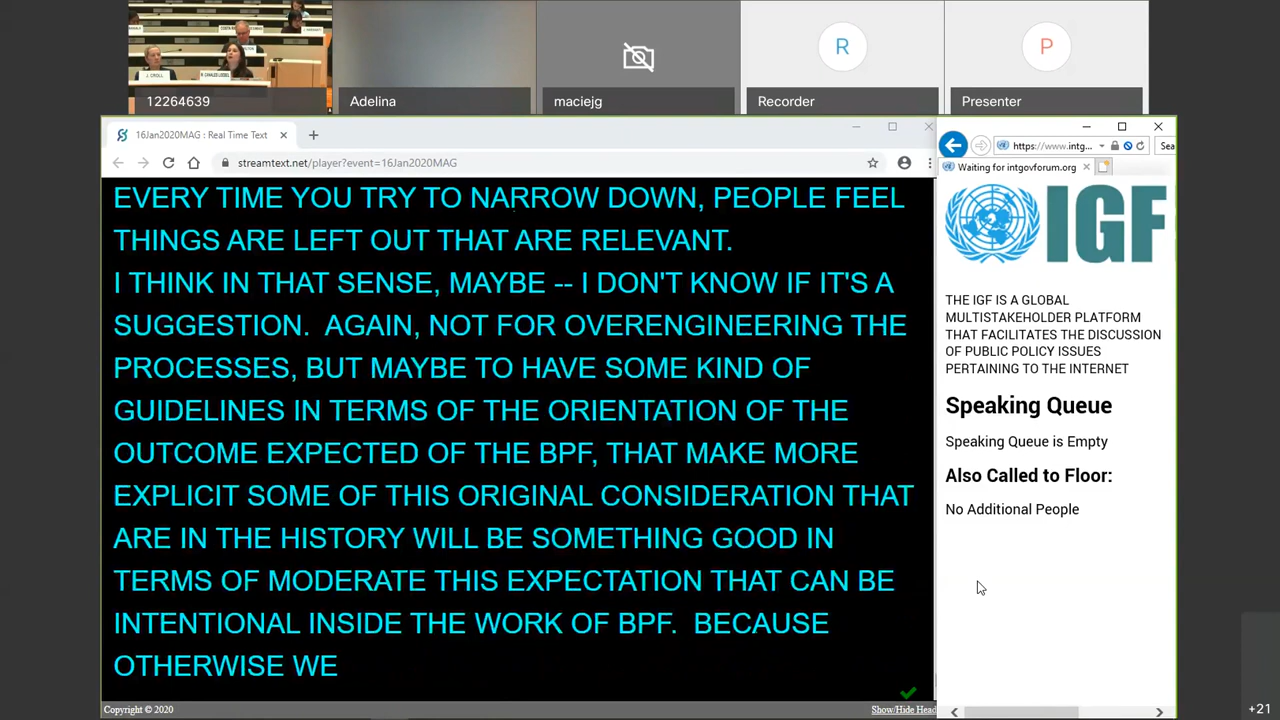 J. CROLL
R. CANALES LOEBEL
12264639
Adelina
maciejg
R
Recorder
P
Presenter
16Jan2020MAG : Real Time Text
streamtext.net/player?event=16Jan2020MAG
EVERY TIME YOU TRY TO NARROW DOWN, PEOPLE FEEL
THINGS ARE LEFT OUT THAT ARE RELEVANT.
I THINK IN THAT SENSE, MAYBE -- I DON'T KNOW IF IT'S A
SUGGESTION.  AGAIN, NOT FOR OVERENGINEERING THE
PROCESSES, BUT MAYBE TO HAVE SOME KIND OF
GUIDELINES IN TERMS OF THE ORIENTATION OF THE
OUTCOME EXPECTED OF THE BPF, THAT MAKE MORE
EXPLICIT SOME OF THIS ORIGINAL CONSIDERATION THAT
ARE IN THE HISTORY WILL BE SOMETHING GOOD IN
TERMS OF MODERATE THIS EXPECTATION THAT CAN BE
INTENTIONAL INSIDE THE WORK OF BPF.  BECAUSE
OTHERWISE WE
Copyright © 2020
Show/Hide Head
https://www.intg...
Sea
Waiting for intgovforum.org
IGF
THE IGF IS A GLOBAL
MULTISTAKEHOLDER PLATFORM
THAT FACILITATES THE DISCUSSION
OF PUBLIC POLICY ISSUES
PERTAINING TO THE INTERNET
Speaking Queue
Speaking Queue is Empty
Also Called to Floor:
No Additional People
+21